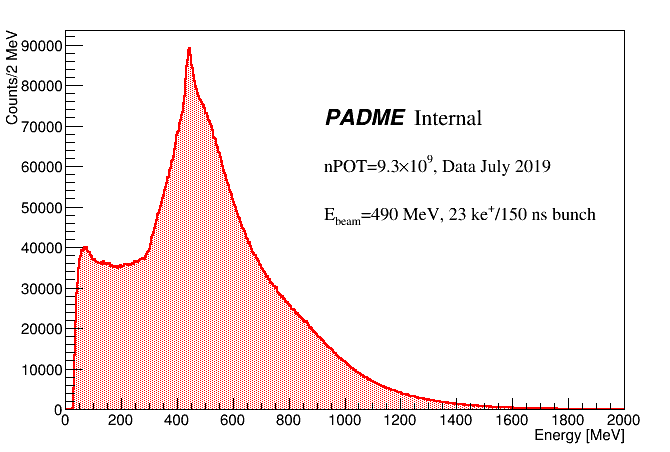 Counts/2 MeV
90000
80000
70000
60000
50000
40000
30000
20000
10000
0
PADME Internal
nPOT=9.3×10⁹, Data July 2019
E_beam=490 MeV, 23 ke⁺/150 ns bunch
0 200 400 600 800 1000 1200 1400 1600 1800 2000
Energy [MeV]